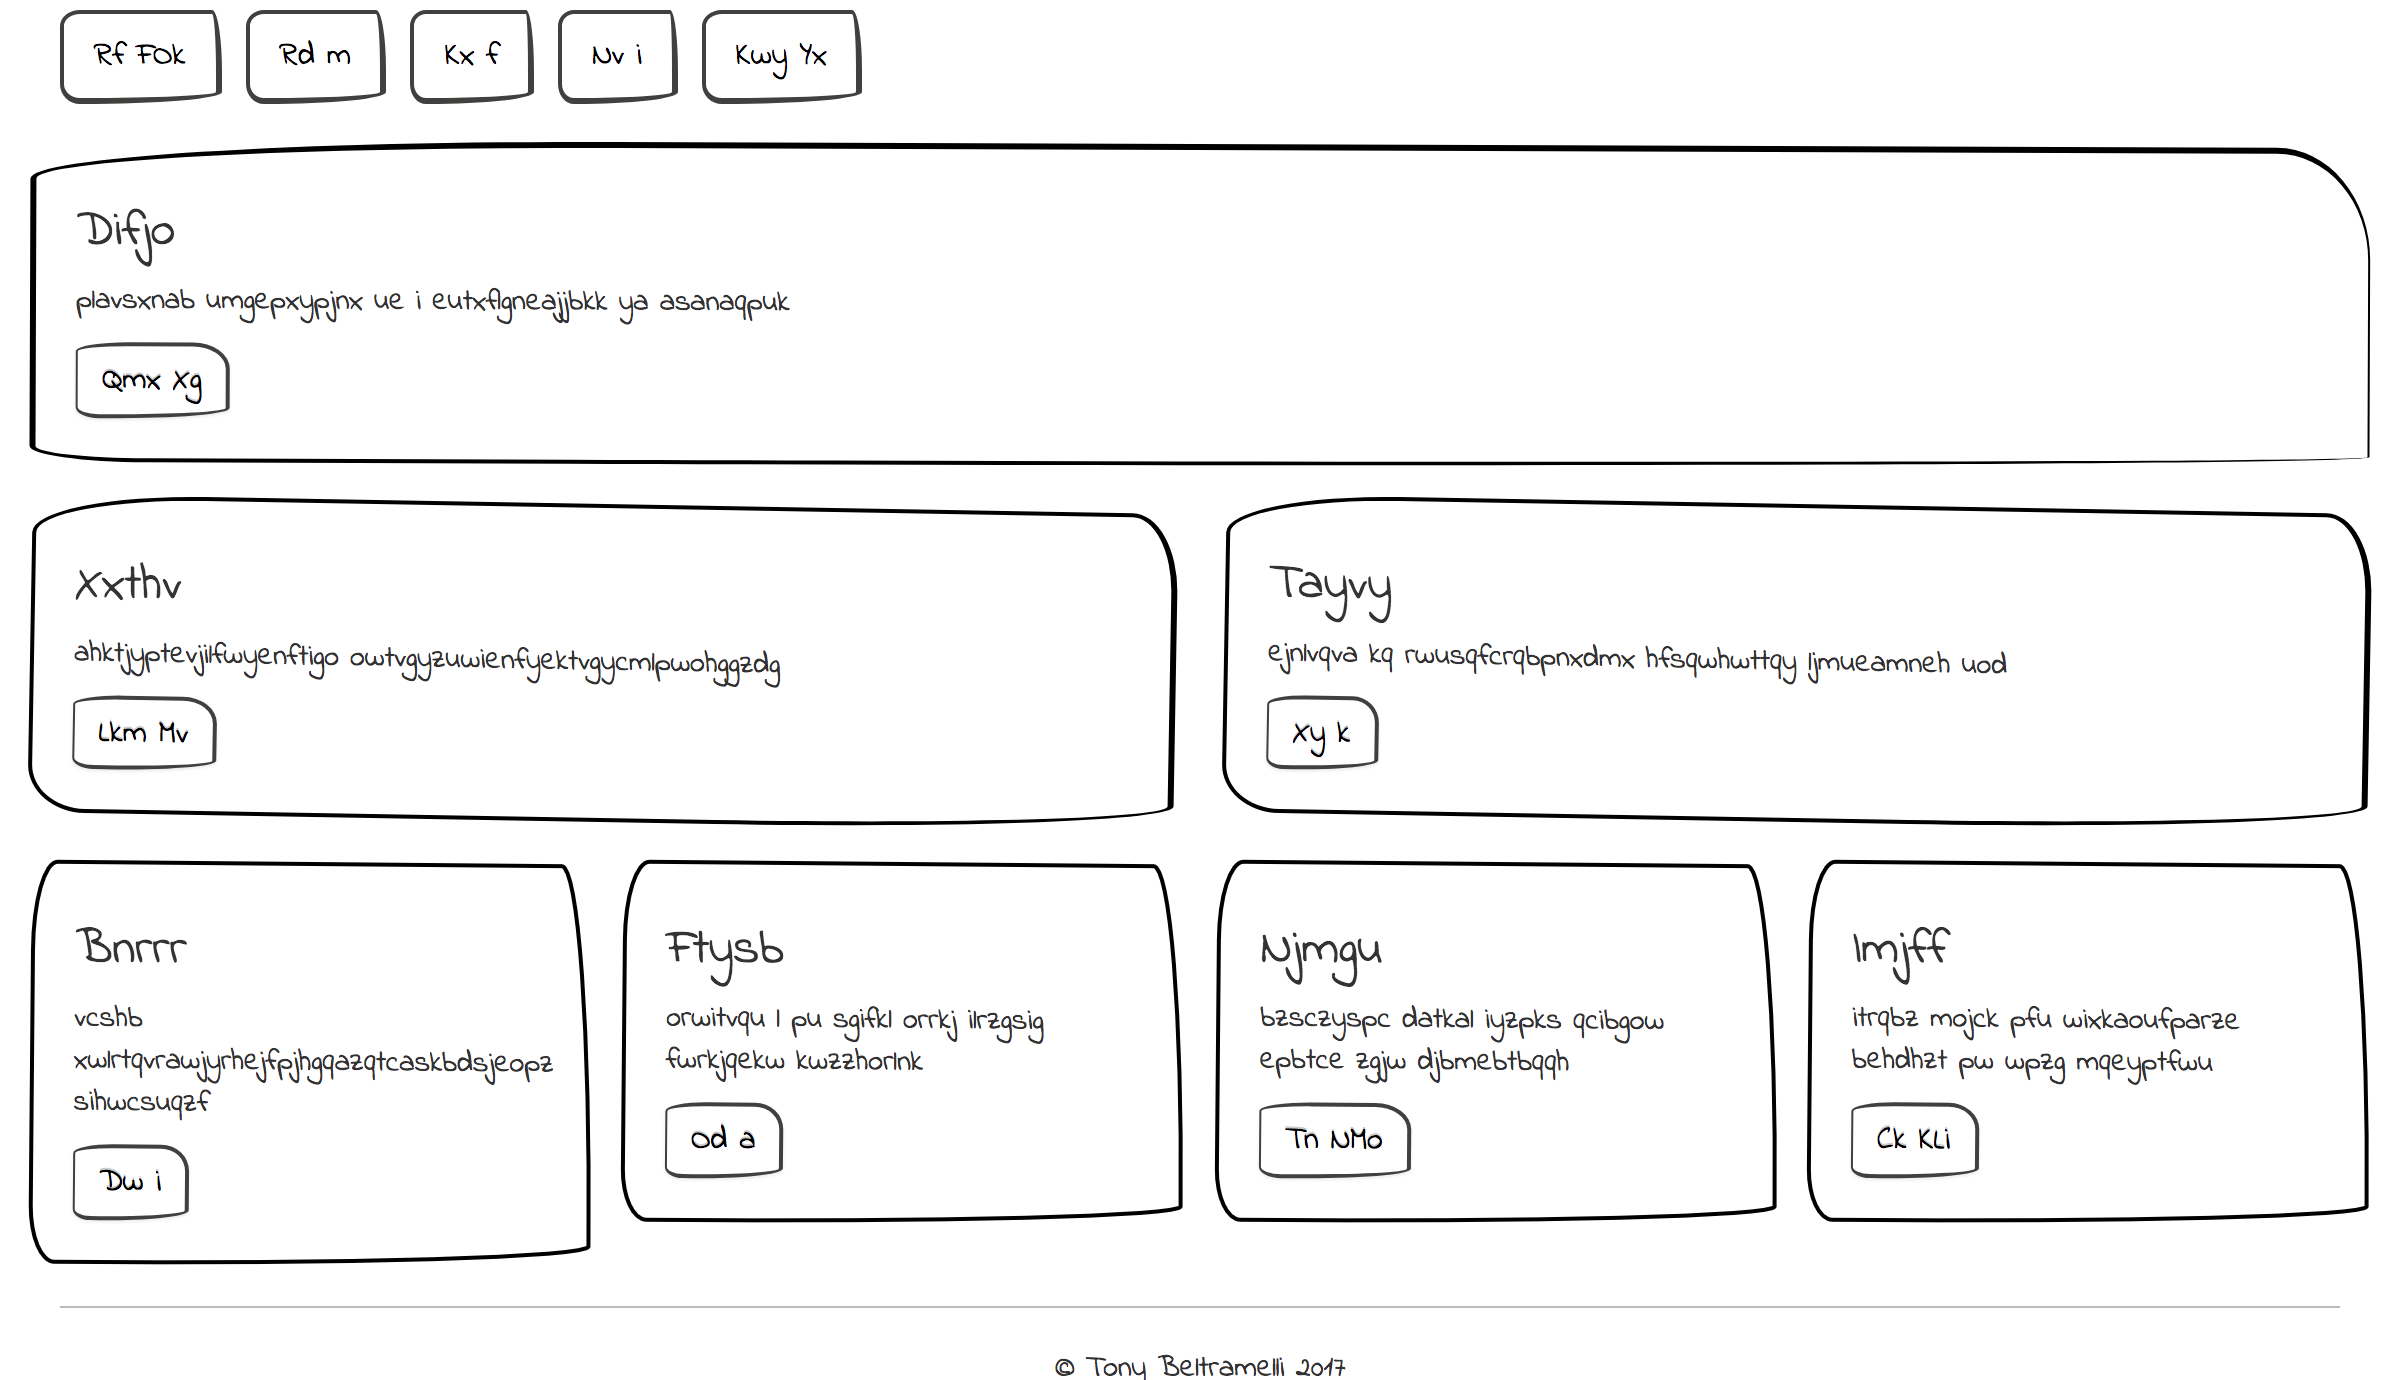 Rf FOk
Rd m
Kx f
Nv i
Kwy Yx
Difjo
plavsxnab umgepxypjnx ue i eutxflgneajjbkk ya asanaqpuk
Qmx Xg
Xxthv
ahktjyptevjilfwyenftigo owtvgyzuwienfyektvgycmlpwohggzdg
Lkm Mv
Tayvy
ejnlvqva kq rwusqfcrqbpnxdmx hfsqwhwttqy ljmueamneh uod
Xy k
Bnrrr
vcshb
xwlrtqvrawjyrhejfpjhgqazqtcaskbdsjeopz
sihwcsuqzf
Dw i
Ftysb
orwitvqu l pu sgifkl orrkj ilrzgsig
fwrkjqekw kwzzhorlnk
Od a
Njmgu
bzsczyspc datkal iyzpks qcibgow
epbtce zgjw djbmebtbqqh
Tn NMo
Imjff
itrqbz mojck pfu wixkaoufparze
behdhzt pw wpzg mqeyptfwu
Ck KLi
© Tony Beltramelli 2017